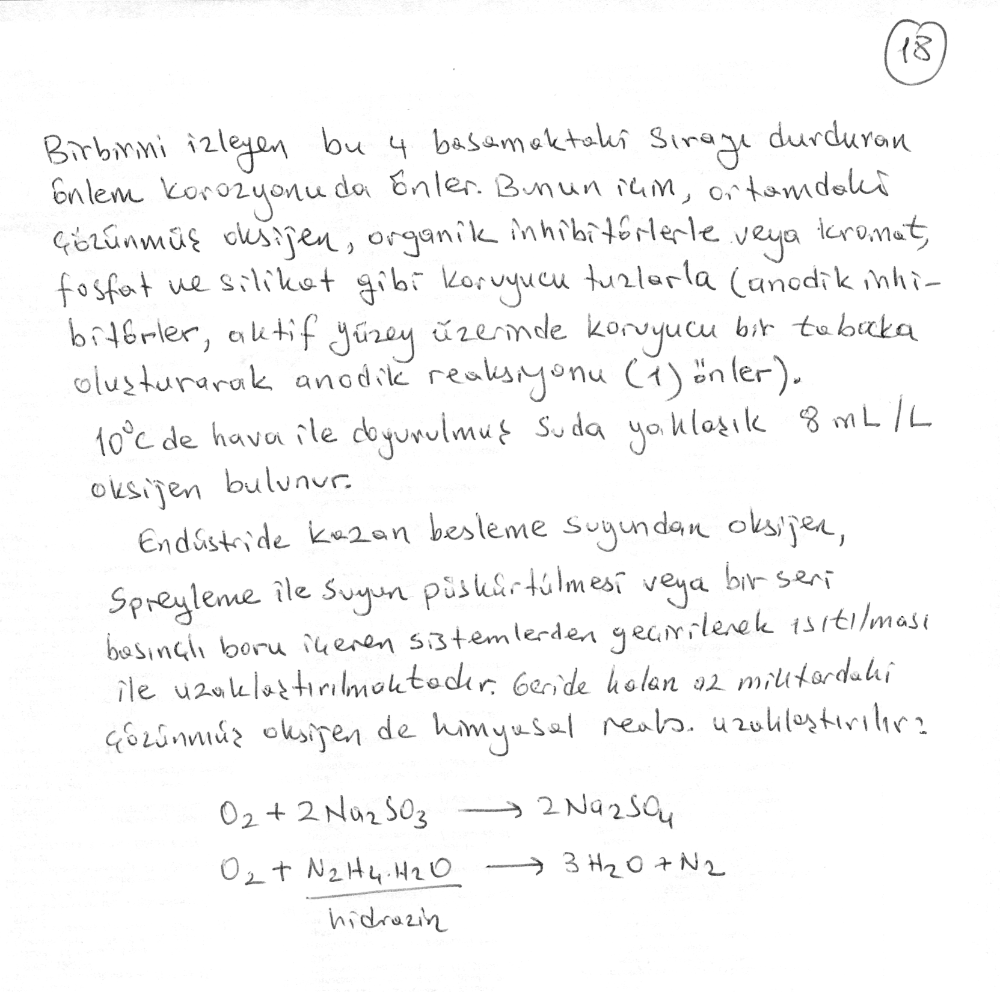 18
Birbirini izleyen bu 4 basamaktaki sırayı durduran
önlem korozyonu da önler. Bunun için, ortamdaki
çözünmüş oksijen, organik inhibitörlerle veya kromat,
fosfat ve silikat gibi koruyucu tuzlarla (anodik inhi-
bitörler, aktif yüzey üzerinde koruyucu bir tabaka
oluşturarak anodik reaksiyonu (1) önler).
10°C de hava ile doyurulmuş suda yaklaşık 8 mL/L
oksijen bulunur.
Endüstride kazan besleme suyundan oksijen,
Spreyleme ile suyun püskürtülmesi veya bir seri
basınçlı boru içeren sistemlerden geçirilerek ısıtılması
ile uzaklaştırılmaktadır. Geride kalan az miktardaki
çözünmüş oksijen de kimyasal reaks. uzaklaştırılır:
O₂ + 2Na₂SO₃ ⟶ 2Na₂SO₄
O₂ + N₂H₄.H₂O ⟶ 3H₂O + N₂
hidrazin